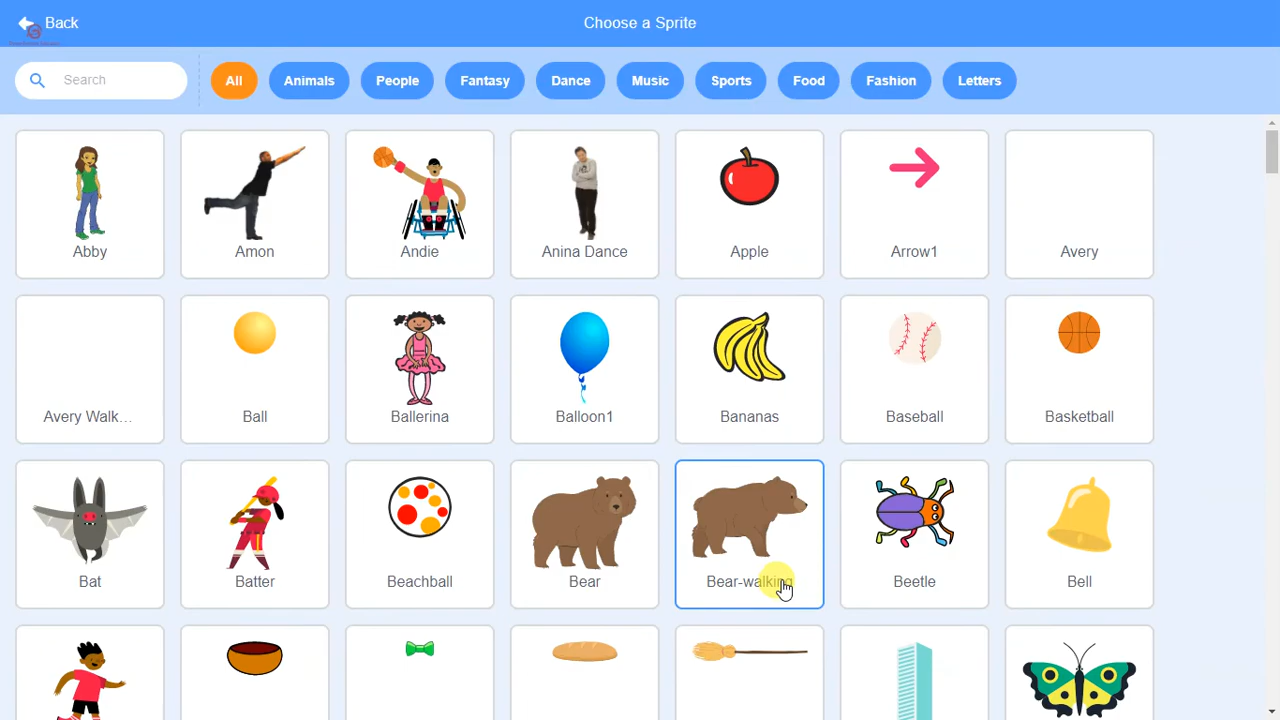 Back
Choose a Sprite
Search
All
Animals
People
Fantasy
Dance
Music
Sports
Food
Fashion
Letters
Abby
Amon
Andie
Anina Dance
Apple
Arrow1
Avery
Avery Walk...
Ball
Ballerina
Balloon1
Bananas
Baseball
Basketball
Bat
Batter
Beachball
Bear
Bear-walking
Beetle
Bell